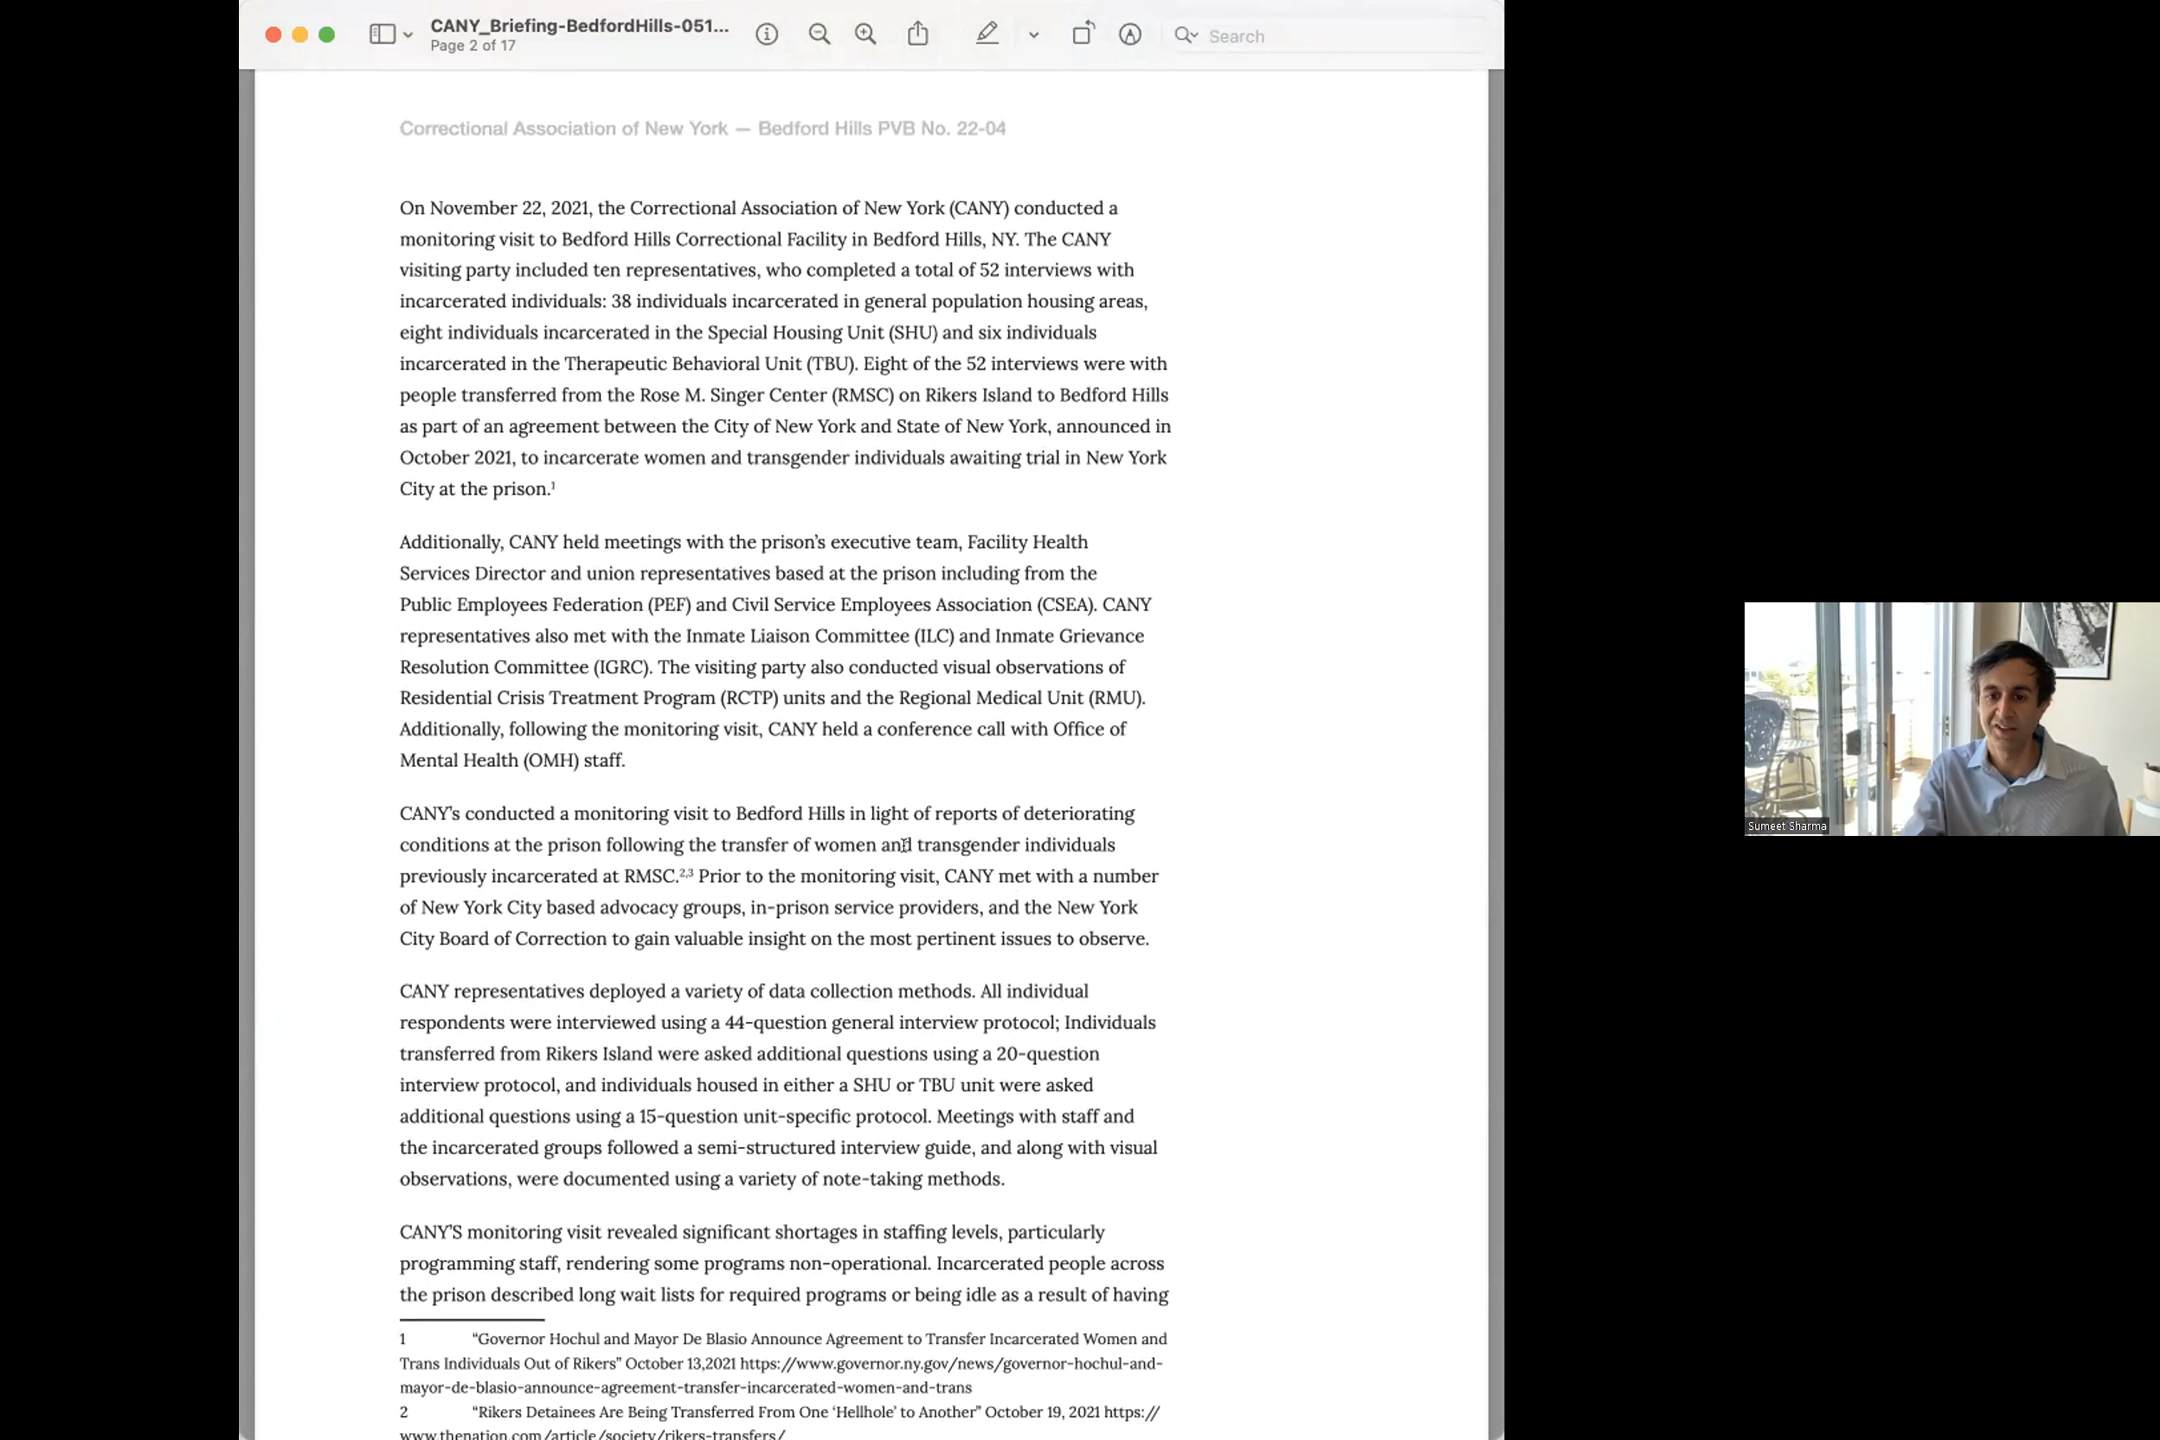 CANY_Briefing-BedfordHills-051...
Page 2 of 17
Search
Correctional Association of New York — Bedford Hills PVB No. 22-04
On November 22, 2021, the Correctional Association of New York (CANY) conducted a
monitoring visit to Bedford Hills Correctional Facility in Bedford Hills, NY. The CANY
visiting party included ten representatives, who completed a total of 52 interviews with
incarcerated individuals: 38 individuals incarcerated in general population housing areas,
eight individuals incarcerated in the Special Housing Unit (SHU) and six individuals
incarcerated in the Therapeutic Behavioral Unit (TBU). Eight of the 52 interviews were with
people transferred from the Rose M. Singer Center (RMSC) on Rikers Island to Bedford Hills
as part of an agreement between the City of New York and State of New York, announced in
October 2021, to incarcerate women and transgender individuals awaiting trial in New York
City at the prison.¹
Additionally, CANY held meetings with the prison's executive team, Facility Health
Services Director and union representatives based at the prison including from the
Public Employees Federation (PEF) and Civil Service Employees Association (CSEA). CANY
representatives also met with the Inmate Liaison Committee (ILC) and Inmate Grievance
Resolution Committee (IGRC). The visiting party also conducted visual observations of
Residential Crisis Treatment Program (RCTP) units and the Regional Medical Unit (RMU).
Additionally, following the monitoring visit, CANY held a conference call with Office of
Mental Health (OMH) staff.
CANY's conducted a monitoring visit to Bedford Hills in light of reports of deteriorating
conditions at the prison following the transfer of women and transgender individuals
previously incarcerated at RMSC.²,³ Prior to the monitoring visit, CANY met with a number
of New York City based advocacy groups, in-prison service providers, and the New York
City Board of Correction to gain valuable insight on the most pertinent issues to observe.
CANY representatives deployed a variety of data collection methods. All individual
respondents were interviewed using a 44-question general interview protocol; Individuals
transferred from Rikers Island were asked additional questions using a 20-question
interview protocol, and individuals housed in either a SHU or TBU unit were asked
additional questions using a 15-question unit-specific protocol. Meetings with staff and
the incarcerated groups followed a semi-structured interview guide, and along with visual
observations, were documented using a variety of note-taking methods.
CANY'S monitoring visit revealed significant shortages in staffing levels, particularly
programming staff, rendering some programs non-operational. Incarcerated people across
the prison described long wait lists for required programs or being idle as a result of having
1 "Governor Hochul and Mayor De Blasio Announce Agreement to Transfer Incarcerated Women and
Trans Individuals Out of Rikers" October 13,2021 https://www.governor.ny.gov/news/governor-hochul-and-
mayor-de-blasio-announce-agreement-transfer-incarcerated-women-and-trans
2 "Rikers Detainees Are Being Transferred From One 'Hellhole' to Another" October 19, 2021 https://
www.thenation.com/article/society/rikers-transfers/
Sumeet Sharma